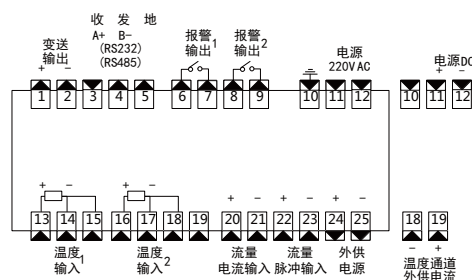 收 发 地
A+ B-
(RS232)
(RS485)
变送
输出
+ −
报警1
输出
报警2
输出
电源
220V AC
电源DC
+ −
1 2 3 4 5 6 7 8 9 10 11 12
10 11 12
+ −
+ −
+ − + − + −
13 14 15 16 17 18 19 20 21 22 23 24 25
18 19
− +
温度1
输入
温度2
输入
流量
电流输入
流量
脉冲输入
外供
电源
温度通道
外供电流